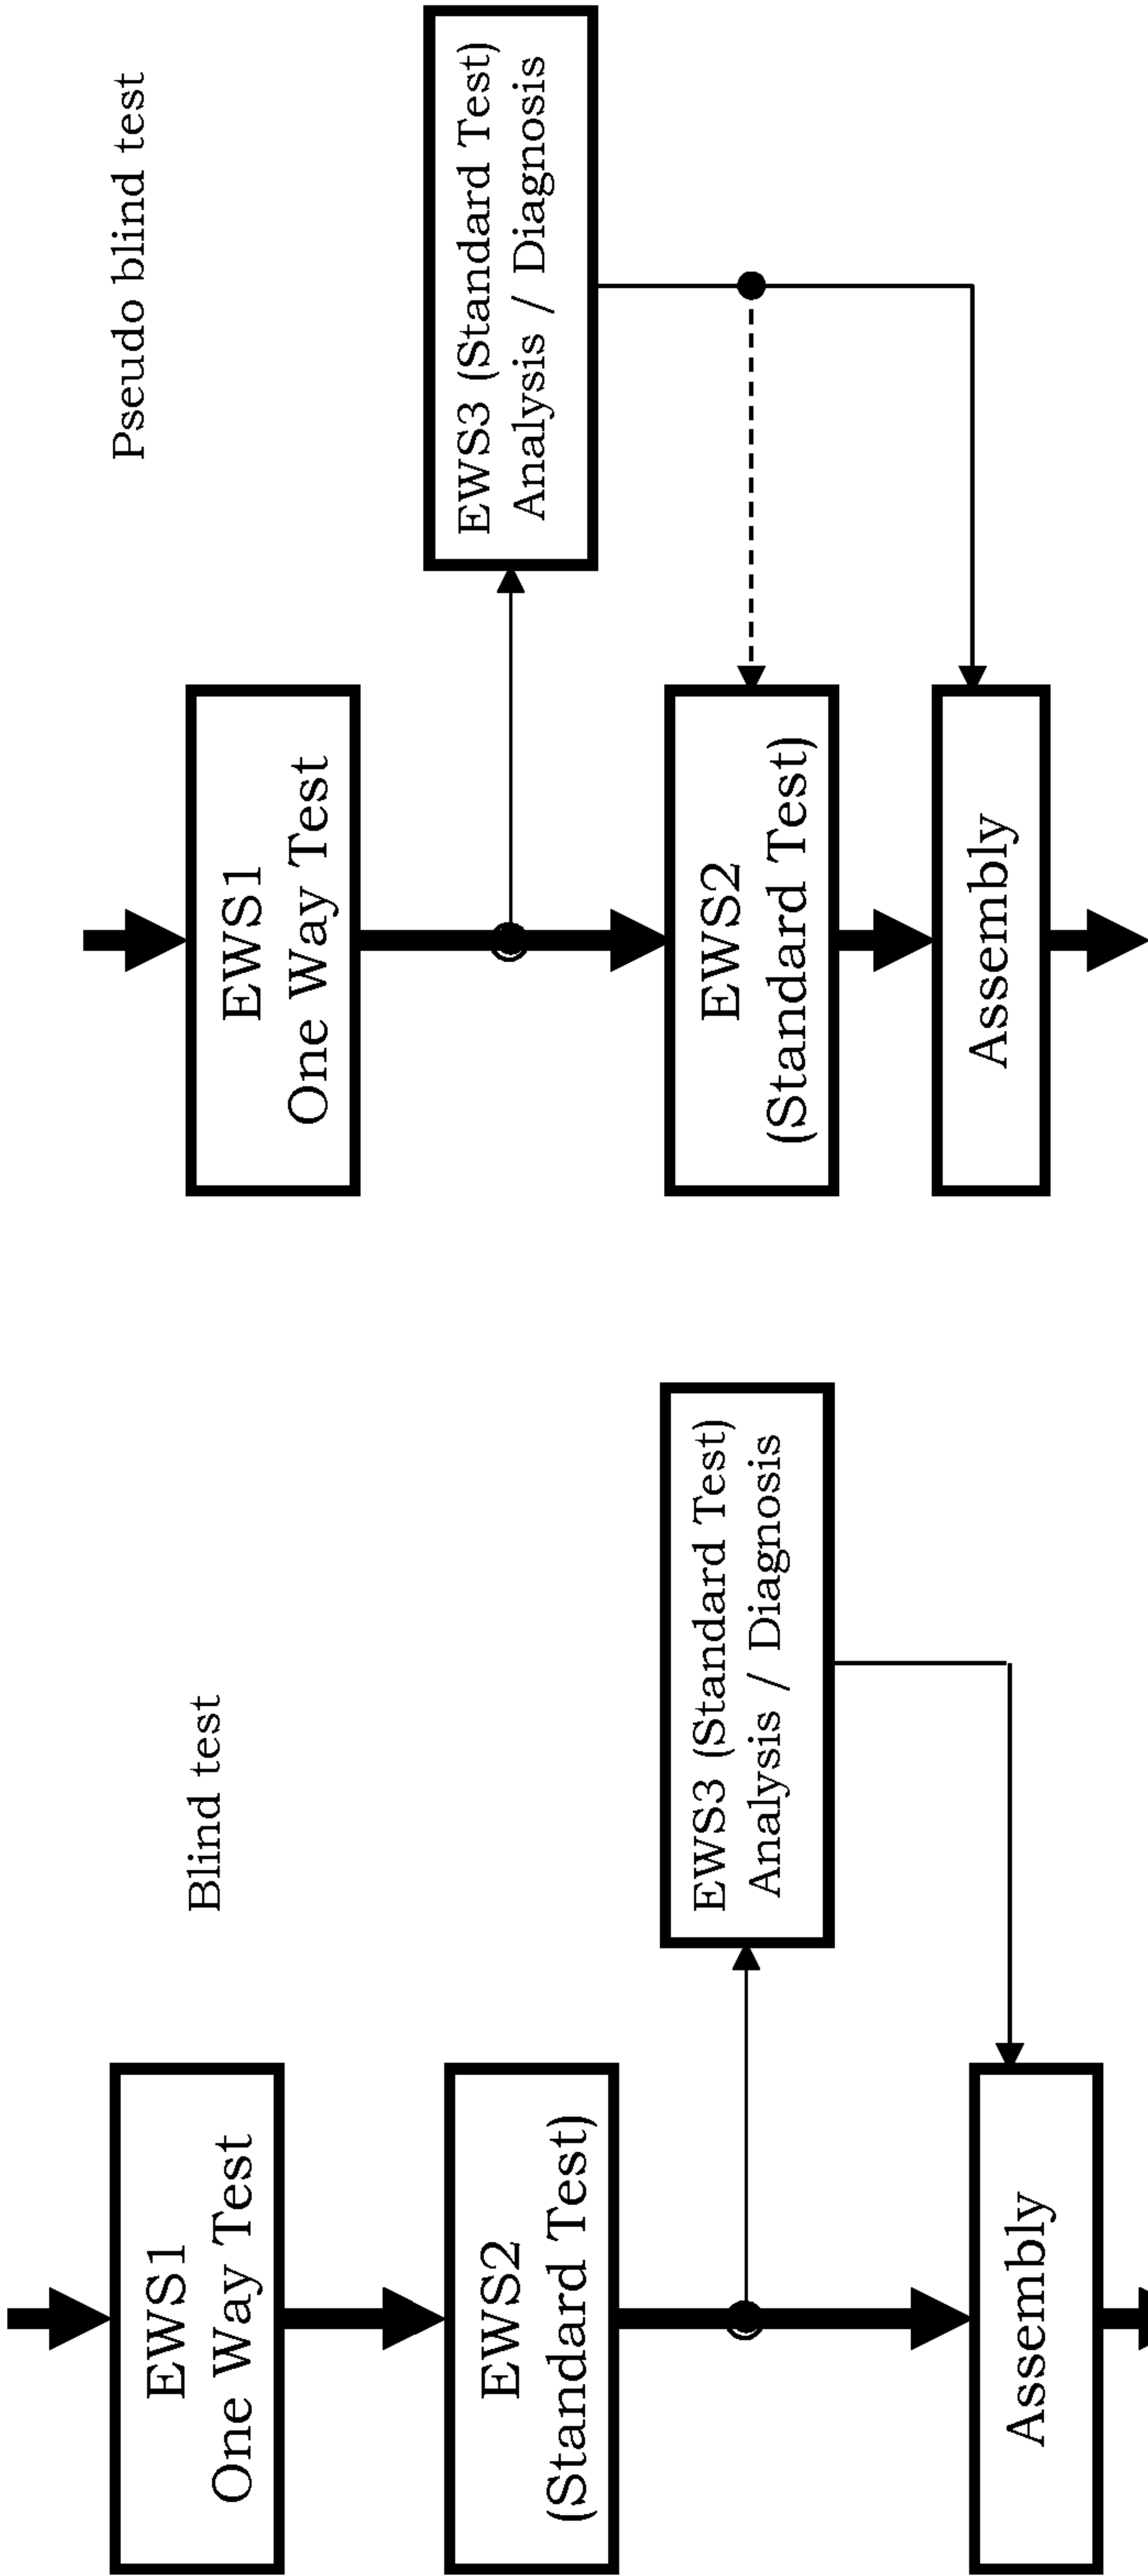 Blind test
EWS1
One Way Test
EWS2
(Standard Test)
EWS3 (Standard Test)
Analysis / Diagnosis
Assembly
Pseudo blind test
EWS1
One Way Test
EWS3 (Standard Test)
Analysis / Diagnosis
EWS2
(Standard Test)
Assembly